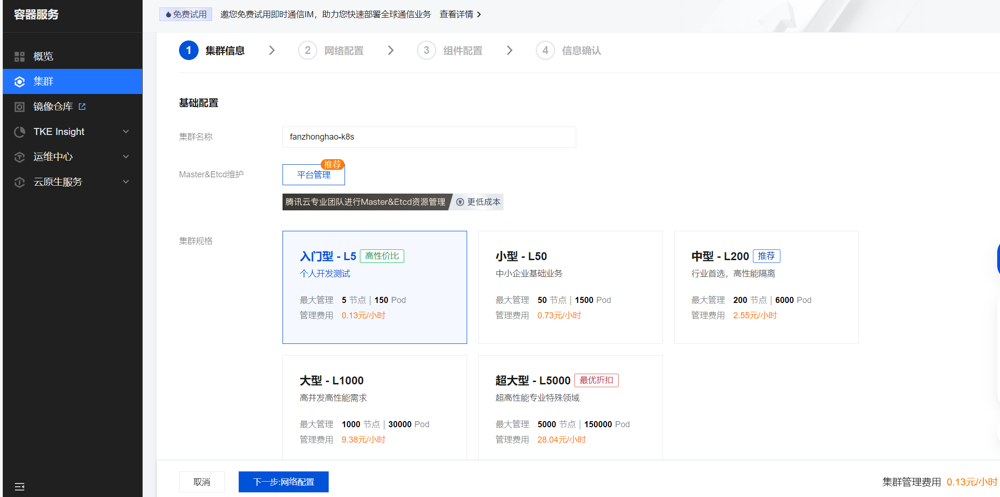 容器服务
免费试用 邀您免费试用即时通信IM，助力您快速部署全球通信业务 查看详情
概览
集群
镜像仓库
TKE Insight
运维中心
云原生服务
1 集群信息 2 网络配置 3 组件配置 4 信息确认
基础配置
集群名称 fanzhonghao-k8s
推荐
Master&Etcd维护 平台管理
腾讯云专业团队进行Master&Etcd资源管理 更低成本
集群规格
入门型 - L5 高性价比
个人开发测试
最大管理 5 节点 | 150 Pod
管理费用 0.13元/小时
小型 - L50
中小企业基础业务
最大管理 50 节点 | 1500 Pod
管理费用 0.73元/小时
中型 - L200 推荐
行业首选，高性能隔离
最大管理 200 节点 | 6000 Pod
管理费用 2.55元/小时
大型 - L1000
高并发高性能需求
最大管理 1000 节点 | 30000 Pod
管理费用 9.38元/小时
超大型 - L5000 最优折扣
超高性能专业特殊领域
最大管理 5000 节点 | 150000 Pod
管理费用 28.04元/小时
取消 下一步:网络配置 集群管理费用 0.13元/小时